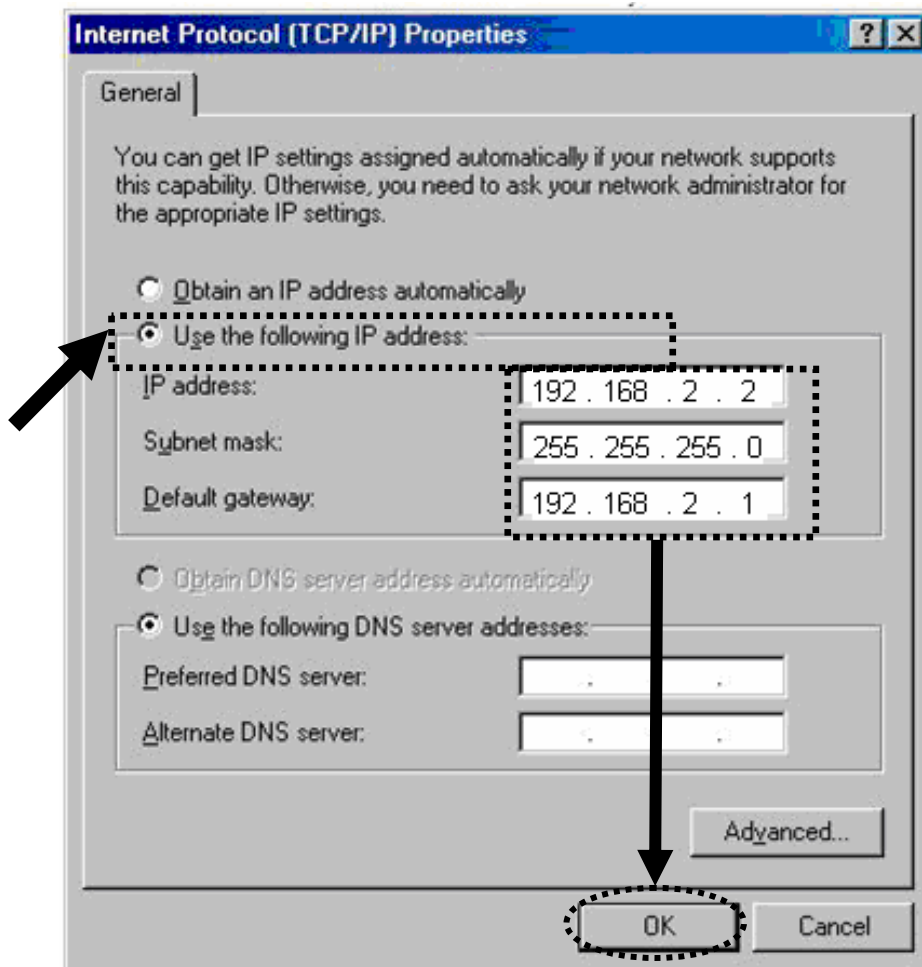 Internet Protocol (TCP/IP) Properties
General
You can get IP settings assigned automatically if your network supports
this capability. Otherwise, you need to ask your network administrator for
the appropriate IP settings.
Obtain an IP address automatically
Use the following IP address:
IP address: 192 . 168 . 2 . 2
Subnet mask: 255 . 255 . 255 . 0
Default gateway: 192 . 168 . 2 . 1
Obtain DNS server address automatically
Use the following DNS server addresses:
Preferred DNS server:
Alternate DNS server:
Advanced...
OK Cancel